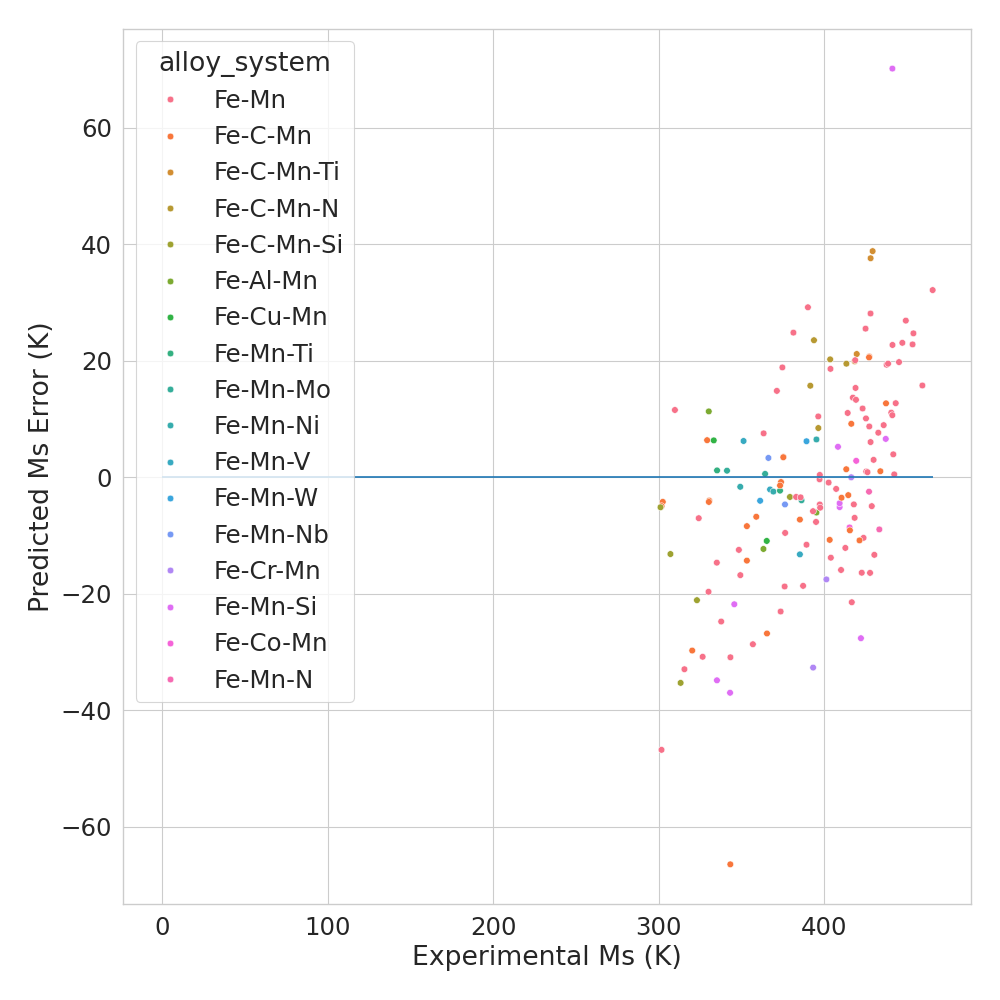 alloy_system
Fe-Mn
Fe-C-Mn
Fe-C-Mn-Ti
Fe-C-Mn-N
Fe-C-Mn-Si
Fe-Al-Mn
Fe-Cu-Mn
Fe-Mn-Ti
Fe-Mn-Mo
Fe-Mn-Ni
Fe-Mn-V
Fe-Mn-W
Fe-Mn-Nb
Fe-Cr-Mn
Fe-Mn-Si
Fe-Co-Mn
Fe-Mn-N
Predicted Ms Error (K)
60
40
20
0
−20
−40
−60
0 100 200 300 400
Experimental Ms (K)